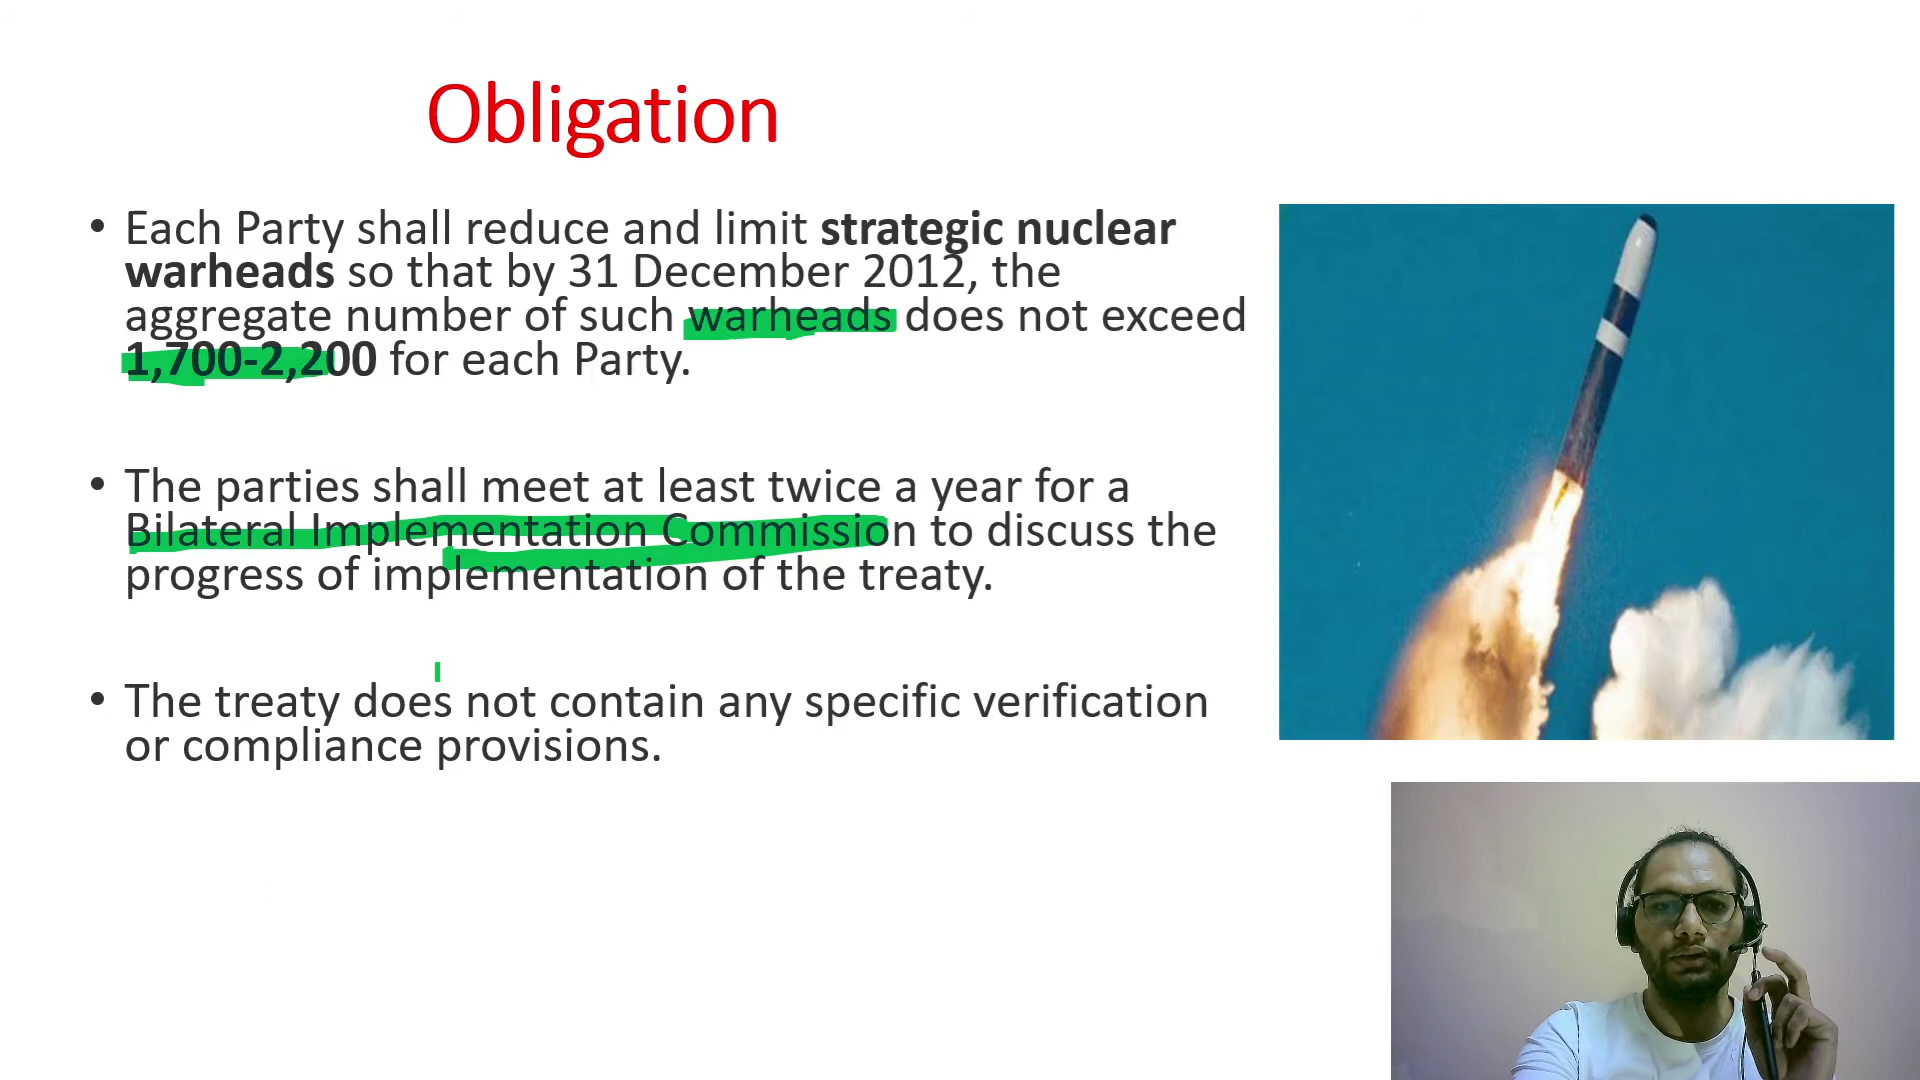 Obligation
• Each Party shall reduce and limit strategic nuclear
warheads so that by 31 December 2012, the
aggregate number of such warheads does not exceed
1,700-2,200 for each Party.
• The parties shall meet at least twice a year for a
Bilateral Implementation Commission to discuss the
progress of implementation of the treaty.
• The treaty does not contain any specific verification
or compliance provisions.